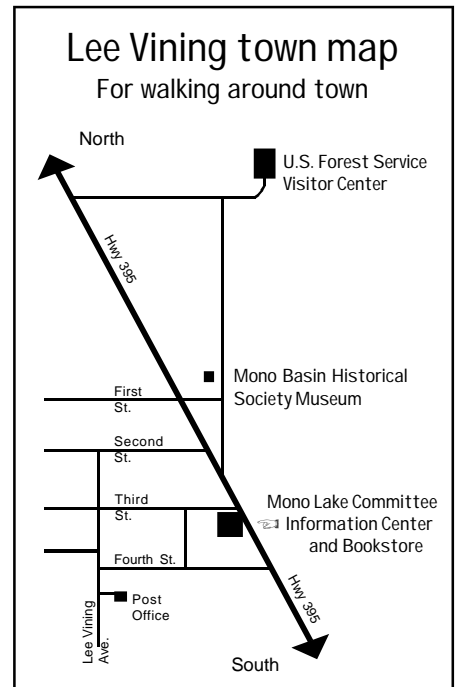 Lee Vining town map
For walking around town
North
U.S. Forest Service
Visitor Center
Hwy 395
Mono Basin Historical
Society Museum
First
St.
Second
St.
Third
St.
Mono Lake Committee
☜ Information Center
and Bookstore
Fourth St.
Hwy 395
Post
Office
Lee Vining
Ave.
South